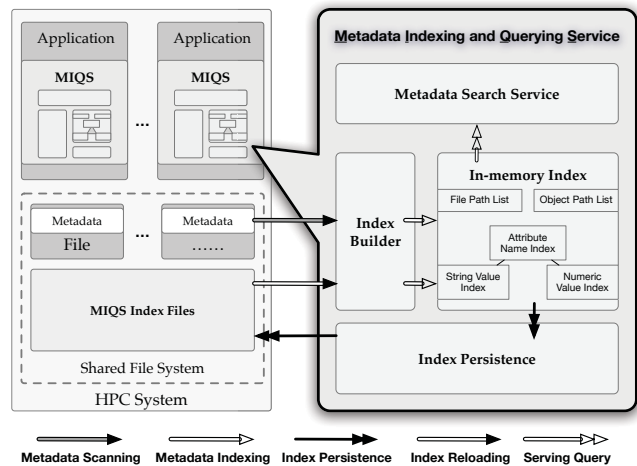 Application
Application
MIQS
MIQS
...
Metadata
Metadata
File
...
......
MIQS Index Files
Shared File System
HPC System
Metadata Indexing and Querying Service
Metadata Search Service
Index
Builder
In-memory Index
File Path List
Object Path List
Attribute
Name Index
String Value
Index
Numeric
Value Index
Index Persistence
Metadata Scanning
Metadata Indexing
Index Persistence
Index Reloading
Serving Query